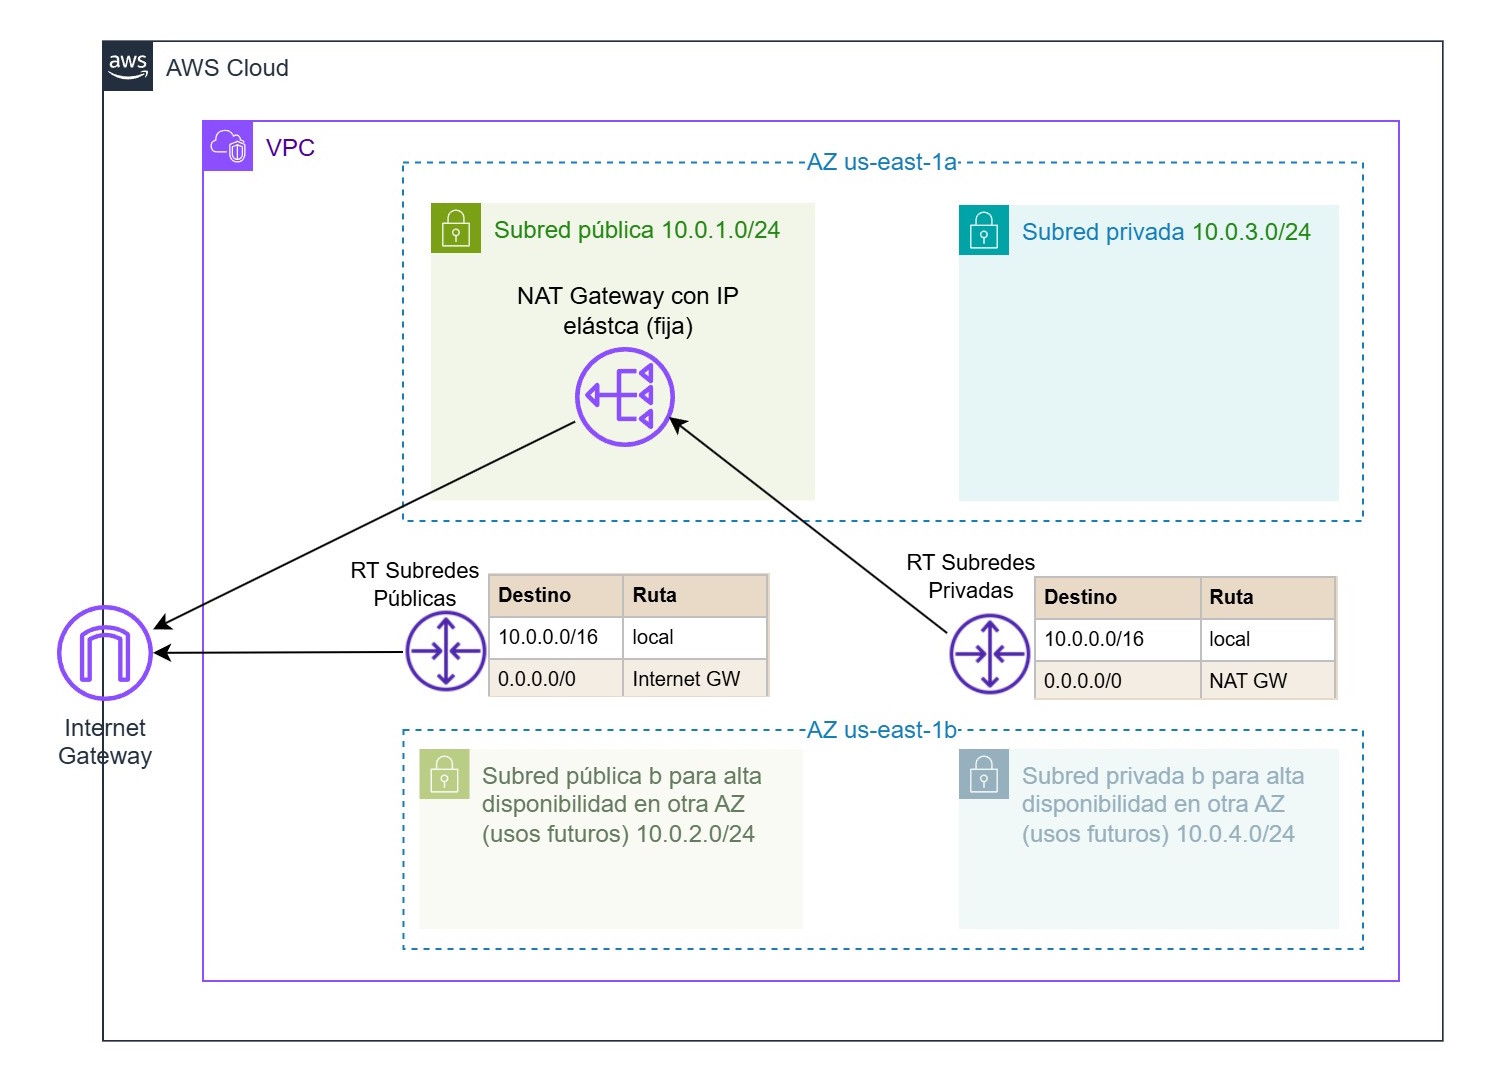 aws
AWS Cloud
VPC
AZ us-east-1a
Subred pública 10.0.1.0/24
Subred privada 10.0.3.0/24
NAT Gateway con IP
elástca (fija)
RT Subredes
Públicas
Destino Ruta
10.0.0.0/16 local
0.0.0.0/0 Internet GW
RT Subredes
Privadas
Destino Ruta
10.0.0.0/16 local
0.0.0.0/0 NAT GW
Internet
Gateway
AZ us-east-1b
Subred pública b para alta
disponibilidad en otra AZ
(usos futuros) 10.0.2.0/24
Subred privada b para alta
disponibilidad en otra AZ
(usos futuros) 10.0.4.0/24